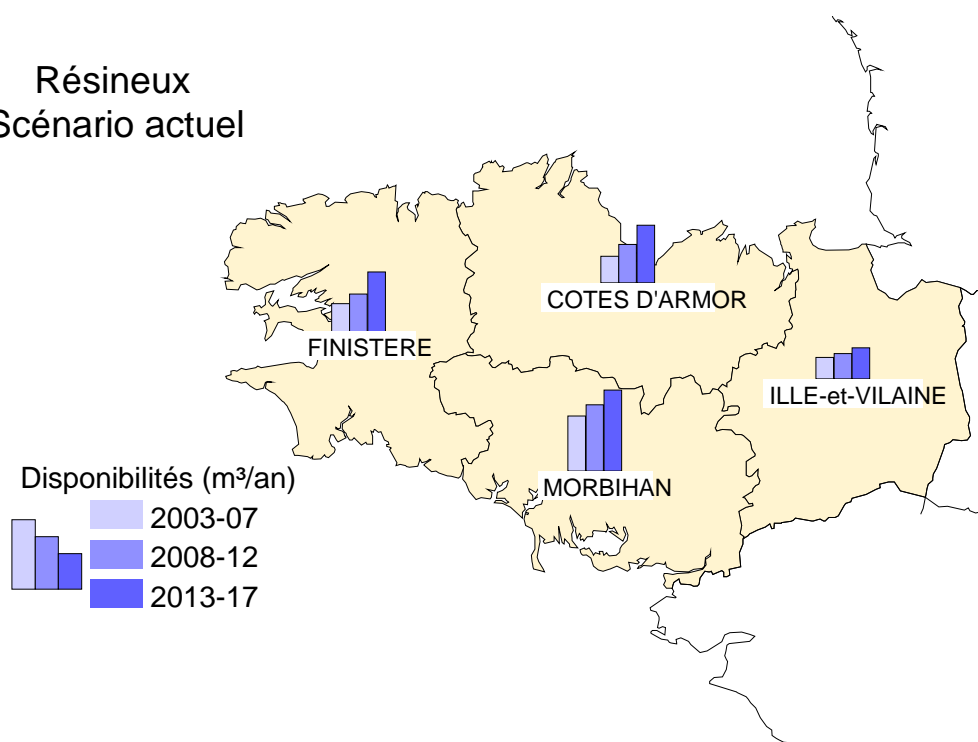 Résineux
Scénario actuel
COTES D'ARMOR
FINISTERE
ILLE-et-VILAINE
MORBIHAN
Disponibilités (m³/an)
2003-07
2008-12
2013-17